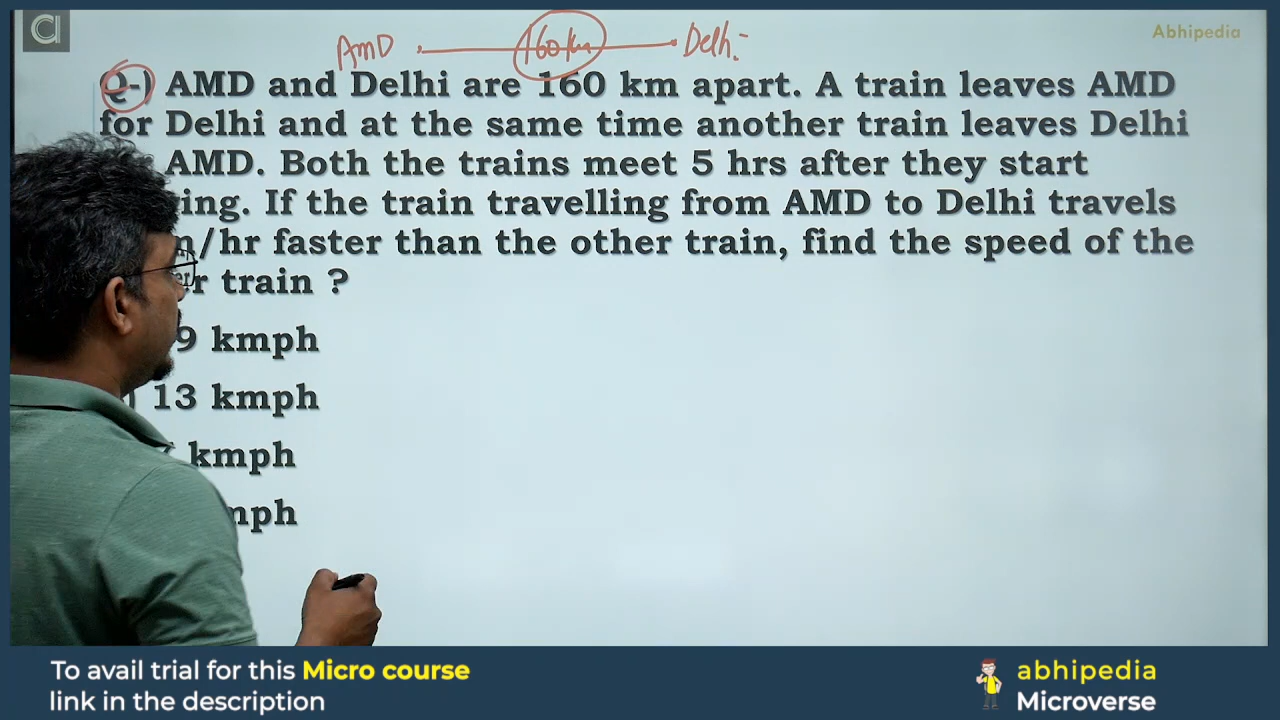 Abhipedia
AMD 160 km Delhi
Q-) AMD and Delhi are 160 km apart. A train leaves AMD
for Delhi and at the same time another train leaves Delhi
AMD. Both the trains meet 5 hrs after they start
If the train travelling from AMD to Delhi travels
faster than the other train, find the speed of the
train ?
9 kmph
13 kmph
kmph
To avail trial for this Micro course
link in the description
abhipedia
Microverse